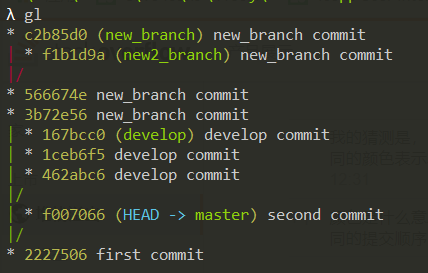 λ gl
* c2b85d0 (new_branch) new_branch commit
| * f1b1d9a (new2_branch) new_branch commit
|/
* 566674e new_branch commit
* 3b72e56 new_branch commit
| * 167bcc0 (develop) develop commit
| * 1ceb6f5 develop commit
| * 462abc6 develop commit
|/
| * f007066 (HEAD -> master) second commit
|/
* 2227506 first commit